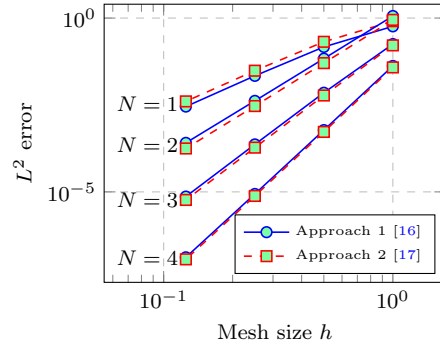 10^0
10^{-5}
L^2 error
N = 1
N = 2
N = 3
N = 4
Approach 1 [16]
Approach 2 [17]
10^{-1}
10^0
Mesh size h